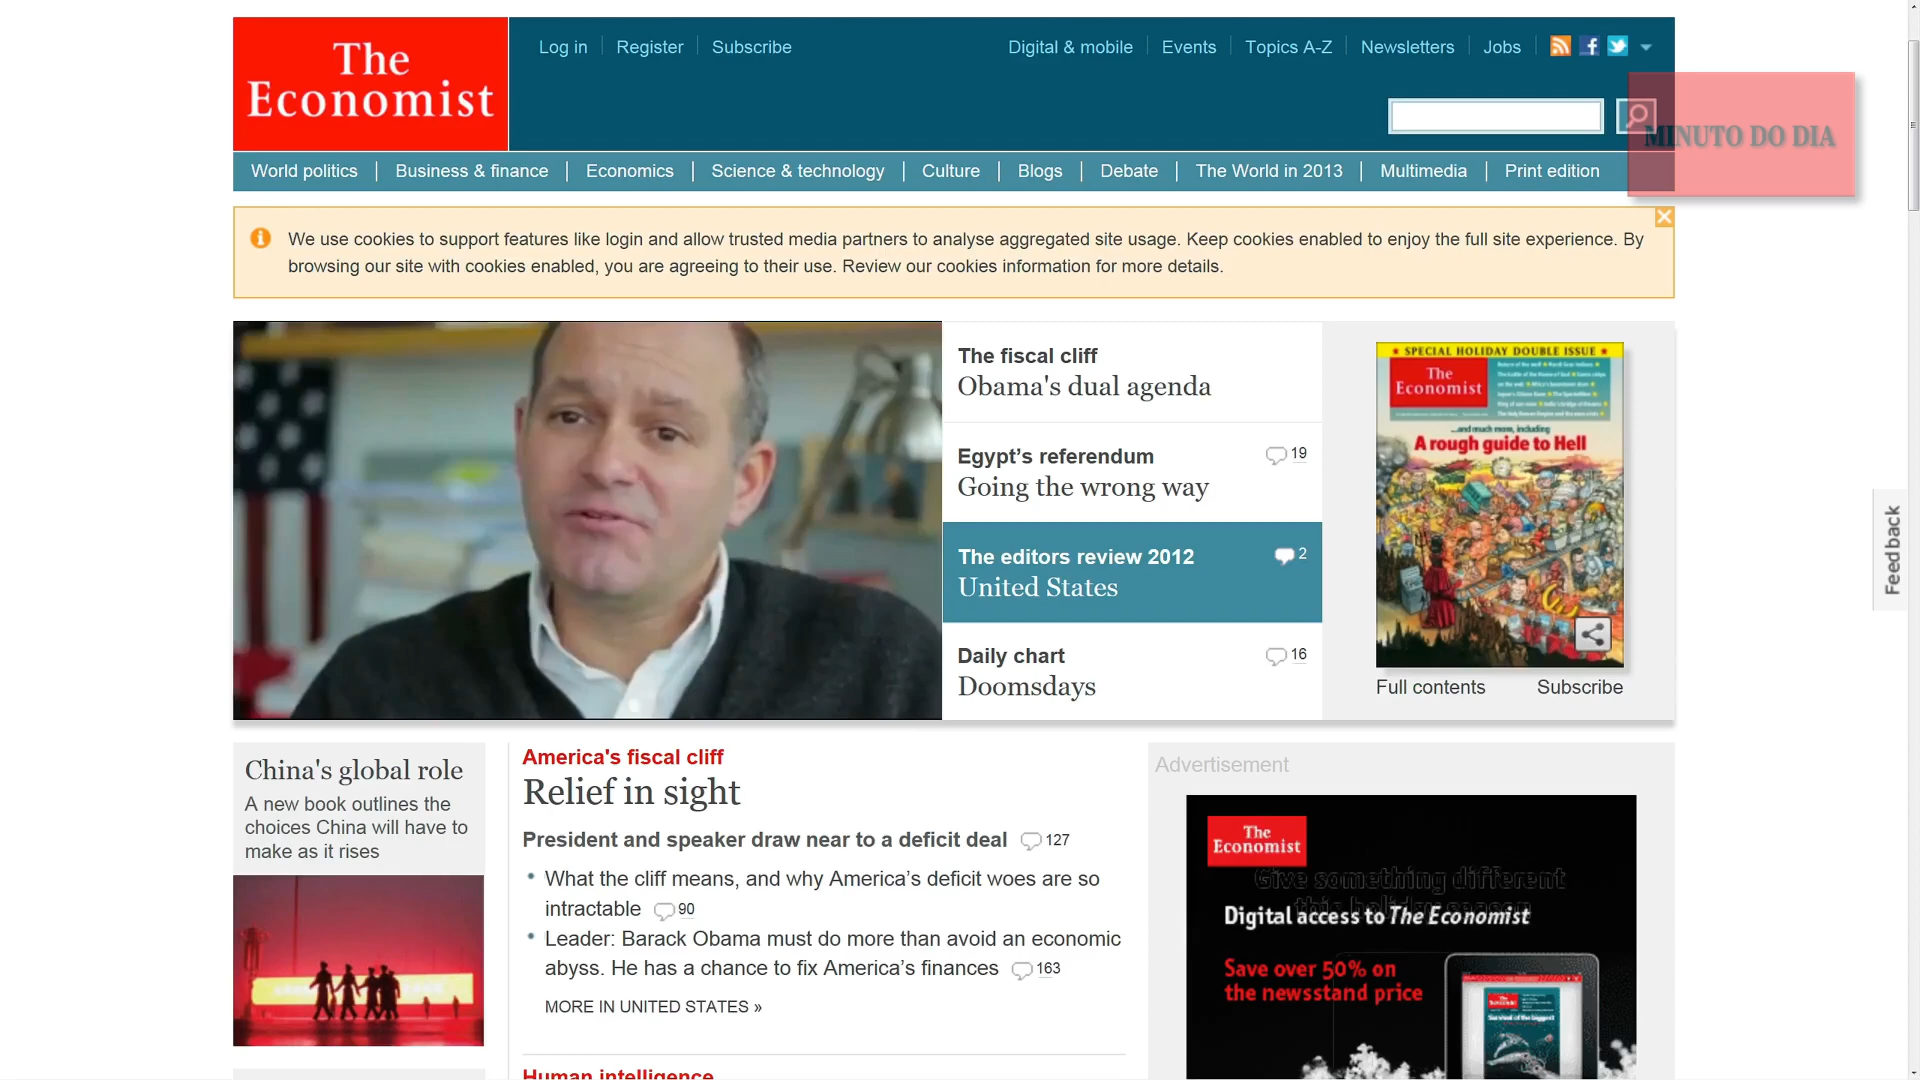 The
Economist
Log in
Register
Subscribe
Digital & mobile
Events
Topics A-Z
Newsletters
Jobs
MINUTO DO DIA
World politics
Business & finance
Economics
Science & technology
Culture
Blogs
Debate
The World in 2013
Multimedia
Print edition
We use cookies to support features like login and allow trusted media partners to analyse aggregated site usage. Keep cookies enabled to enjoy the full site experience. By
browsing our site with cookies enabled, you are agreeing to their use. Review our cookies information for more details.
The fiscal cliff
Obama's dual agenda
Egypt’s referendum 19
Going the wrong way
The editors review 2012 2
United States
Daily chart 16
Doomsdays
SPECIAL HOLIDAY DOUBLE ISSUE
The
Economist
...and much more, including
A rough guide to Hell
Full contents
Subscribe
Feedback
China's global role
A new book outlines the
choices China will have to
make as it rises
America's fiscal cliff
Relief in sight
President and speaker draw near to a deficit deal 127
What the cliff means, and why America’s deficit woes are so
intractable 90
Leader: Barack Obama must do more than avoid an economic
abyss. He has a chance to fix America’s finances 163
MORE IN UNITED STATES »
Human intelligence
Advertisement
The
Economist
Give something different
this holiday season
Digital access to The Economist
Save over 50% on
the newsstand price